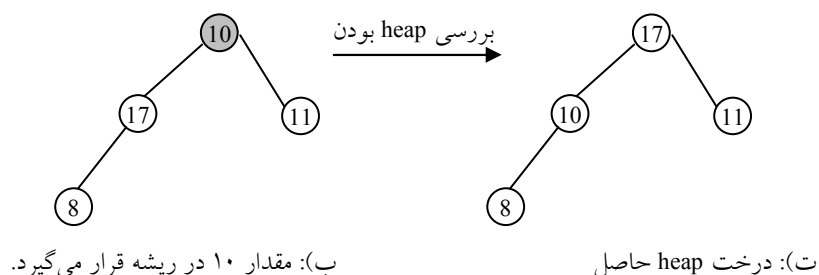 10
17
11
8
بررسی heap بودن
17
10
11
8
ب): مقدار ۱۰ در ریشه قرار می‌گیرد.
ت): درخت heap حاصل